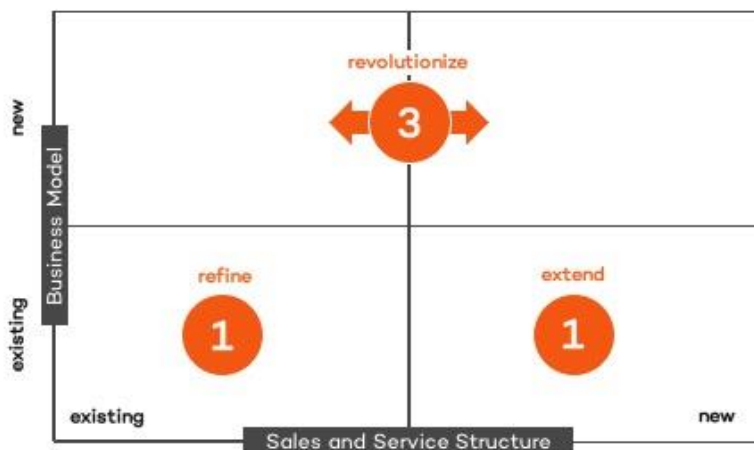 revolutionize
new
3
Business Model
refine
extend
existing
1
1
existing
new
Sales and Service Structure